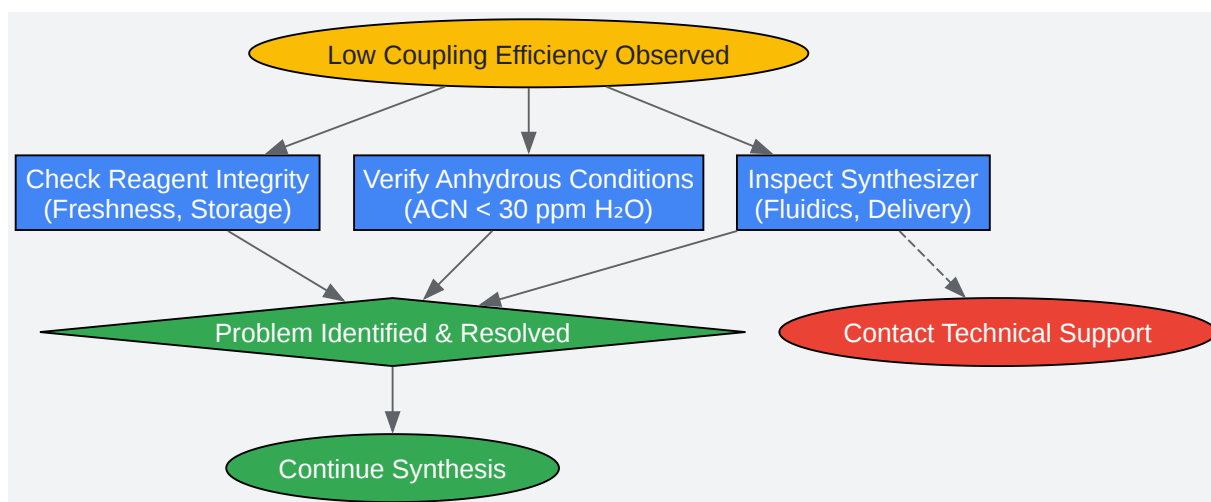 Low Coupling Efficiency Observed
Check Reagent Integrity
(Freshness, Storage)
Verify Anhydrous Conditions
(ACN < 30 ppm H₂O)
Inspect Synthesizer
(Fluidics, Delivery)
Problem Identified & Resolved
Contact Technical Support
Continue Synthesis